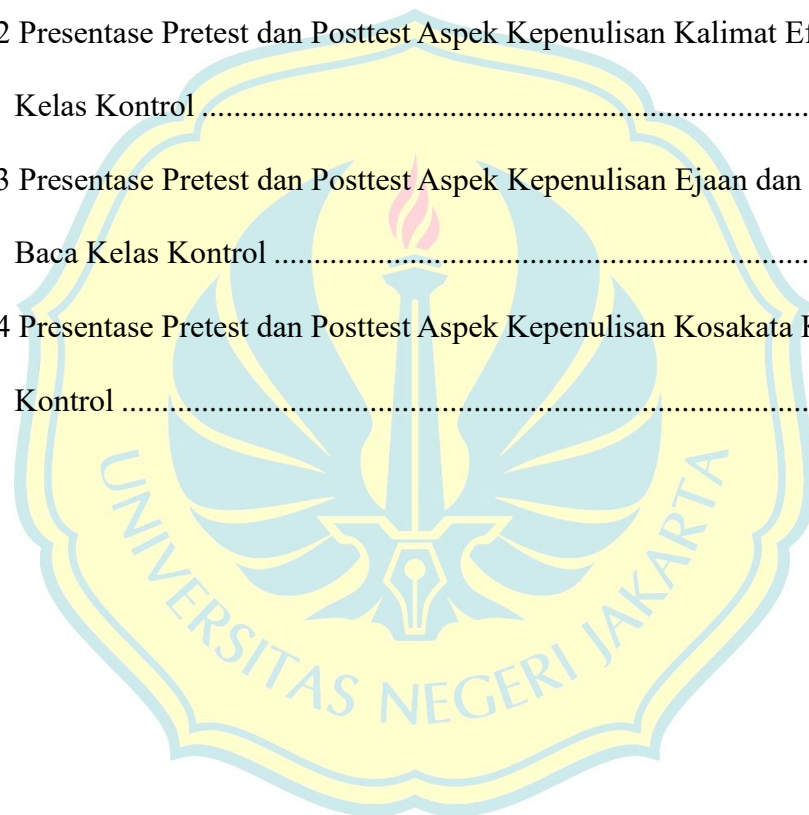 2 Presentase Pretest dan Posttest Aspek Kepenulisan Kalimat
Kelas Kontrol ........................................................................
3 Presentase Pretest dan Posttest Aspek Kepenulisan Ejaan dan
Baca Kelas Kontrol ...............................................................
4 Presentase Pretest dan Posttest Aspek Kepenulisan Kosakata
Kontrol ..................................................................................
UNIVERSITAS NEGERI JAKARTA